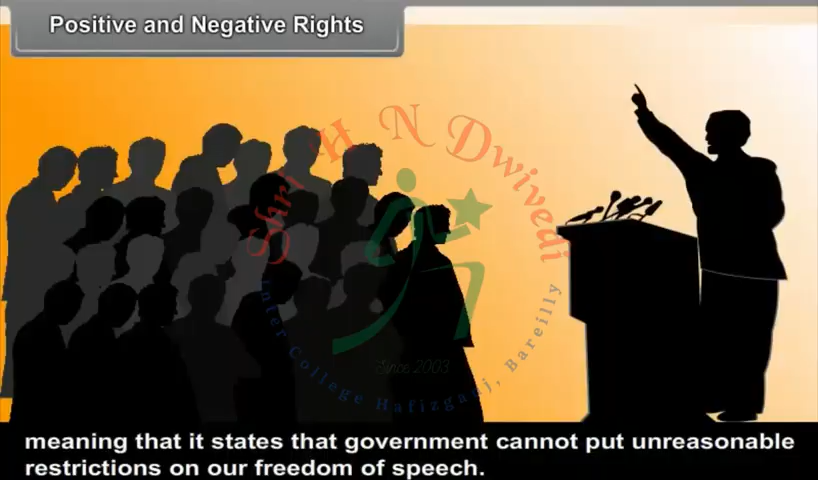 Positive and Negative Rights
Shri H N Dwivedi
Inter College Hafizganj, Bareilly
Since 2003
meaning that it states that government cannot put unreasonable
restrictions on our freedom of speech.